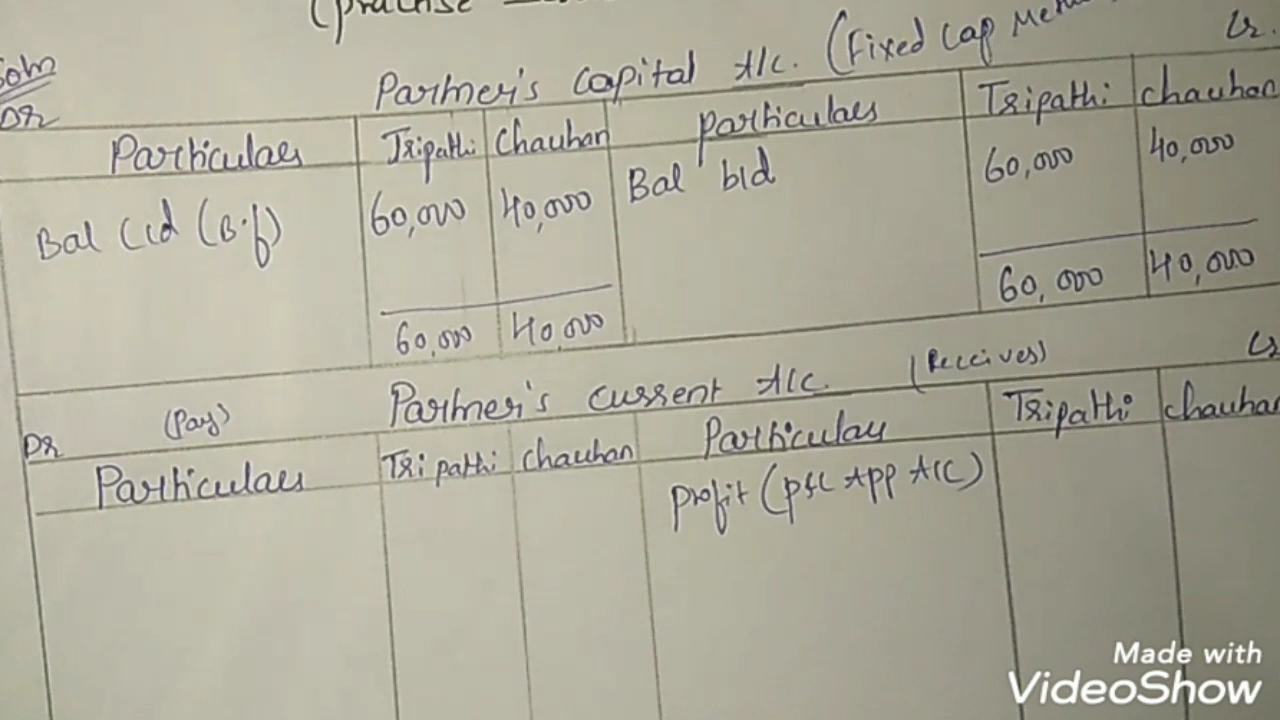 (practise
Soln
Partner's capital A/c. (Fixed Cap
Dr
Cr.
Particulars Tripathi Chauhan Particulars Tripathi Chauhan
Bal C/d (B.f) 60,000 40,000 Bal b/d 60,000 40,000
60,000 40,000 60,000 40,000
(Pay) Partner's current A/c. (Receives)
Dr
Cr
Particulars Tripathi Chauhan Particulars Tripathi Chauhan
Profit (P&L App A/C)
Made with
VideoShow